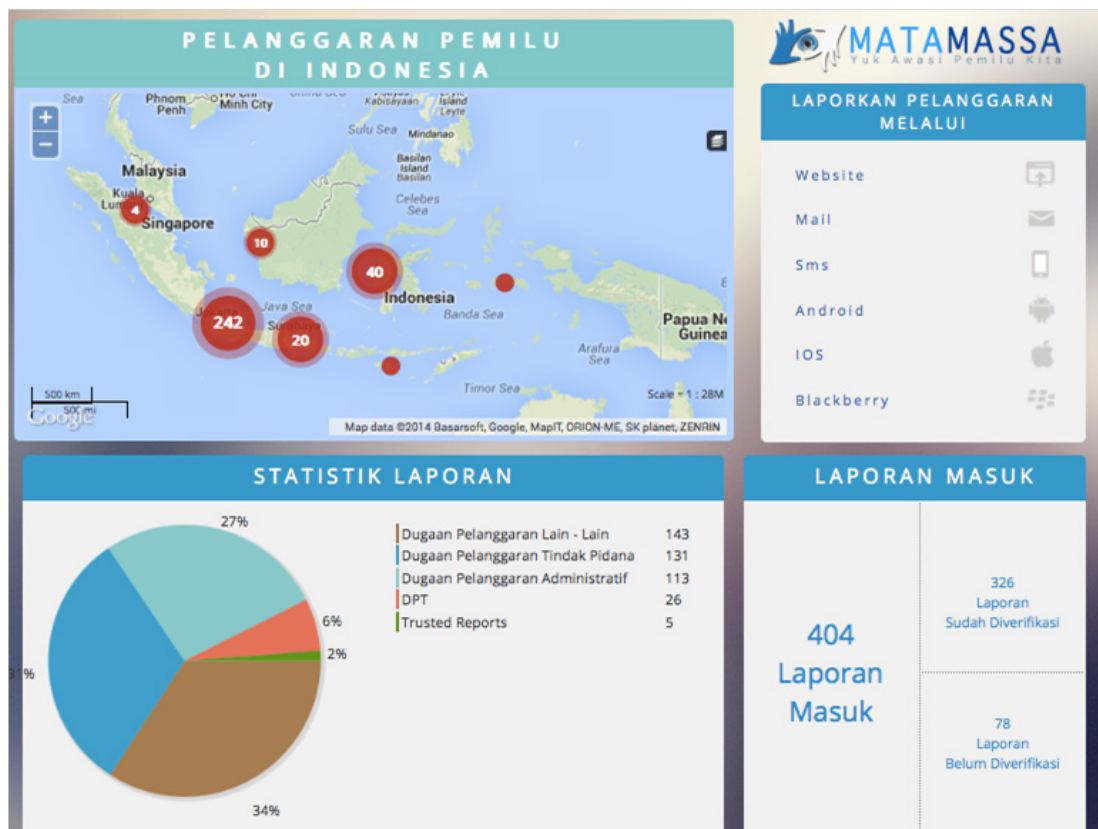 PELANGGARAN PEMILU
DI INDONESIA
Sea
Phnom
Penh
Minh City
Kabisayaan
Island
Leyte
Sulu Sea
Mindanao
Basilan
Island
Basilan
Malaysia
Kuala
Celebes
Sea
Singapore
4
10
40
Indonesia
Java Sea
242
20
Banda Sea
Papua
Guinea
Arafura
Sea
Timor Sea
500 km
500 mi
Google
Scale = 1 : 28M
Map data ©2014 Basarsoft, Google, MapIT, ORION-ME, SK planet, ZENRIN
MATAMASSA
Yuk Awasi Pemilu Kita
LAPORKAN PELANGGARAN
MELALUI
Website
Mail
Sms
Android
IOS
Blackberry
STATISTIK LAPORAN
27%
6%
2%
31%
34%
Dugaan Pelanggaran Lain - Lain 143
Dugaan Pelanggaran Tindak Pidana 131
Dugaan Pelanggaran Administratif 113
DPT 26
Trusted Reports 5
LAPORAN MASUK
404
Laporan
Masuk
326
Laporan
Sudah Diverifikasi
78
Laporan
Belum Diverifikasi